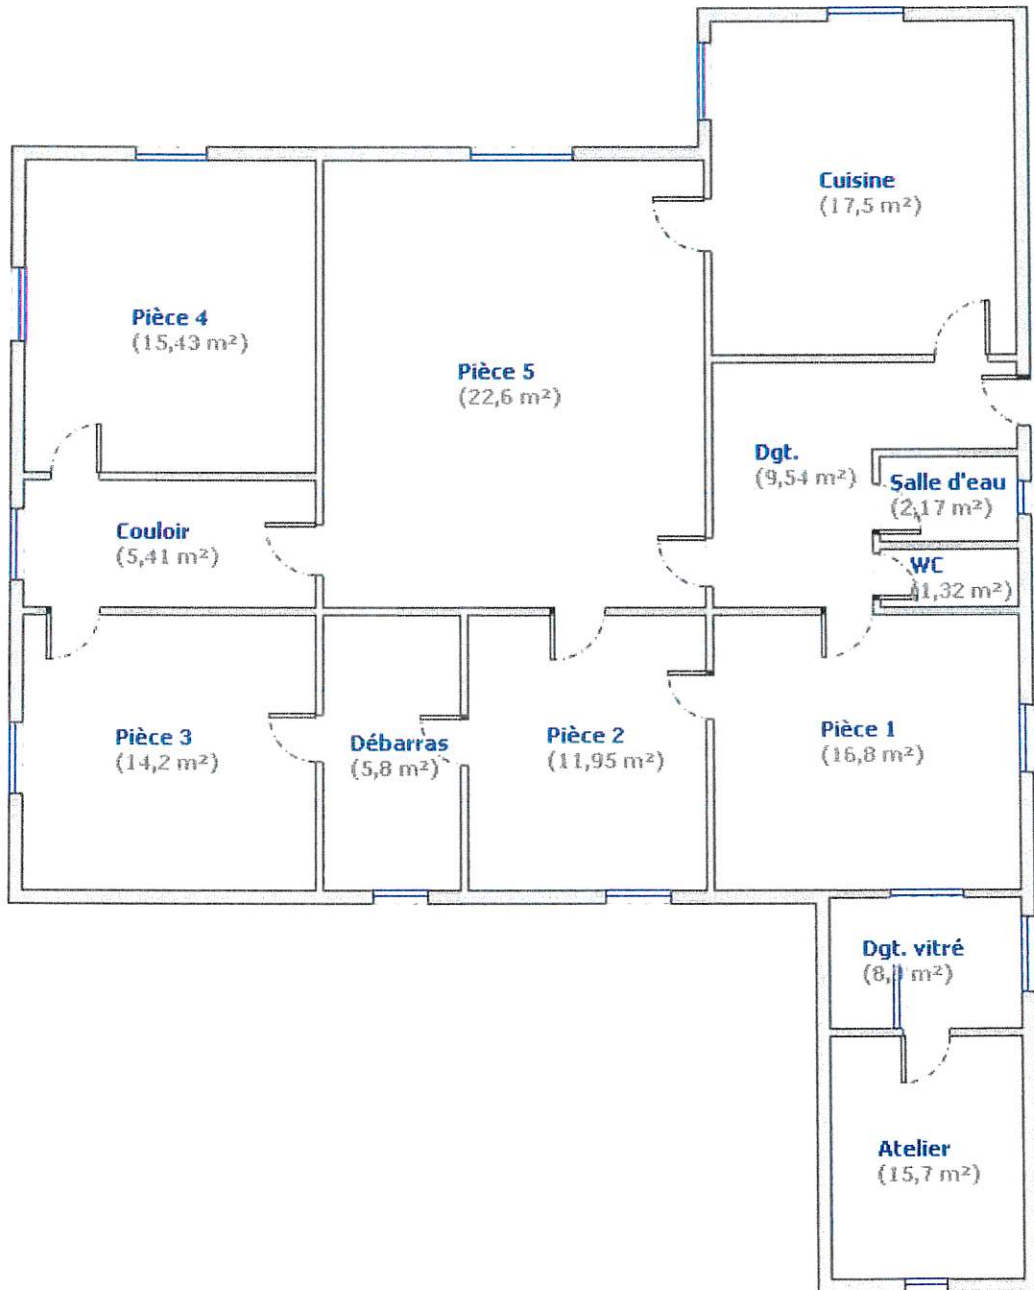 Cuisine
(17,5 m²)
Pièce 4
(15,43 m²)
Pièce 5
(22,6 m²)
Dgt.
(9,54 m²)
Salle d'eau
(2,17 m²)
Couloir
(5,41 m²)
WC
(1,32 m²)
Pièce 3
(14,2 m²)
Débarras
(5,8 m²)
Pièce 2
(11,95 m²)
Pièce 1
(16,8 m²)
Dgt. vitré
m²)
Atelier
(15,7 m²)